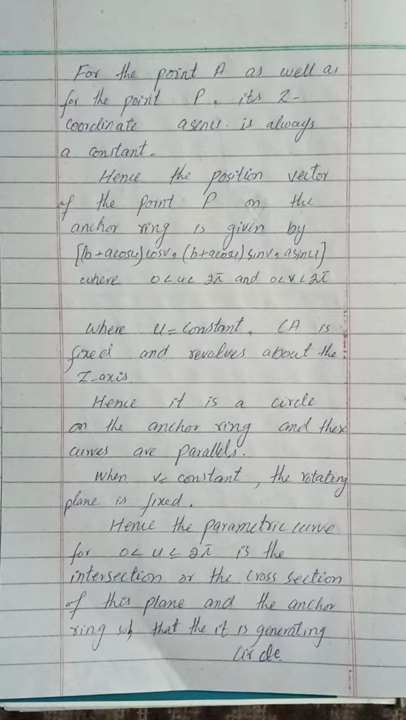 For the point A as well as
for the point P, its Z-
coordinate asinu is always
a constant.
Hence the position vector
of the point P on the
anchor ring is given by
[(b+acosu)cosv, (b+acosu)sinv, asinu]
where 0<u<2π and 0<v<2π
where u = constant, CA is
fixed and revolves about the
Z-axis.
Hence it is a circle
on the anchor ring and these
curves are parallels.
When v= constant, the rotating
plane is fixed.
Hence the parametric curve
for 0<u<2π is the
intersection or the cross section
of this plane and the anchor
ring such that the it is generating
circle